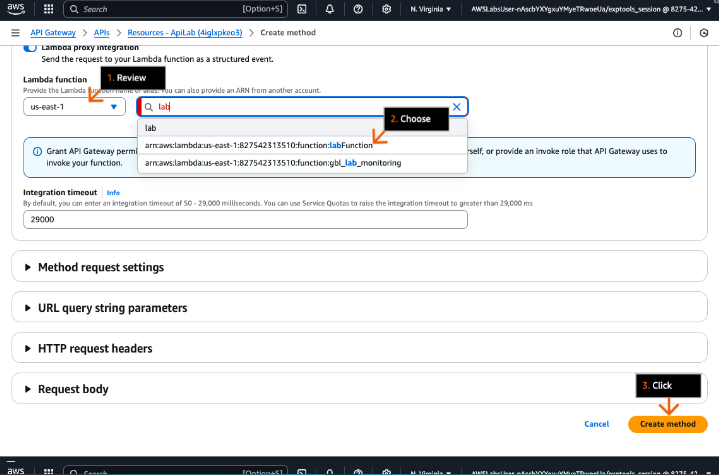 aws Search [Option+S] N. Virginia AWSLabsUser-nAscbYXYgxuYMyeTRwoeUa/exptools_session @ 8275-42...
API Gateway > APIs > Resources - ApiLab (4iglxpkeo3) > Create method
Lambda proxy integration
Send the request to your Lambda function as a structured event.
Lambda function
1. Review
Provide the Lambda function name or alias. You can also provide an ARN from another account.
us-east-1
lab
2. Choose
lab
arn:aws:lambda:us-east-1:827542313510:function:labFunction
arn:aws:lambda:us-east-1:827542313510:function:gbl_lab_monitoring
Grant API Gateway permi
rself, or provide an invoke role that API Gateway uses to
invoke your function.
Integration timeout Info
By default, you can enter an integration timeout of 50 - 29,000 milliseconds. You can use Service Quotas to raise the integration timeout to greater than 29,000 ms
29000
Method request settings
URL query string parameters
HTTP request headers
Request body
3. Click
Cancel Create method
aws Search [Option+S] N. Virginia